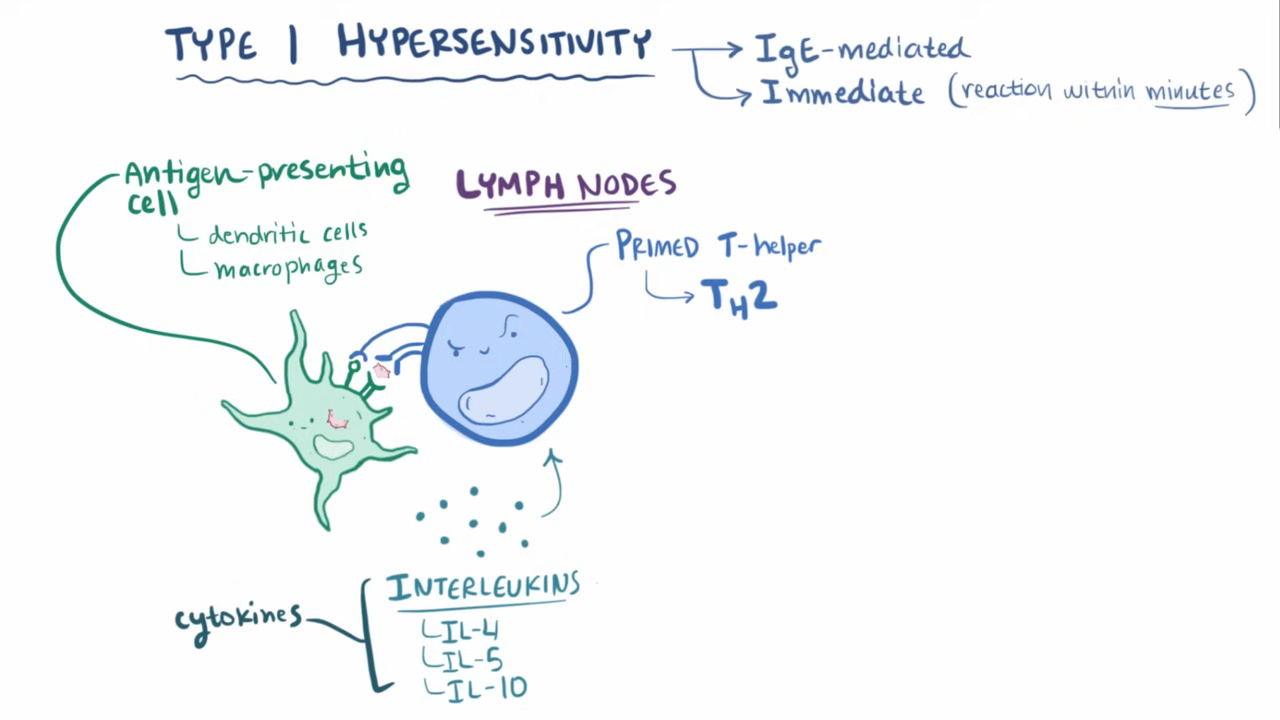 TYPE I HYPERSENSITIVITY
IgE-mediated
Immediate (reaction within minutes)
Antigen-presenting
cell
dendritic cells
macrophages
LYMPH NODES
PRIMED T-helper
TH2
cytokines
INTERLEUKINS
IL-4
IL-5
IL-10